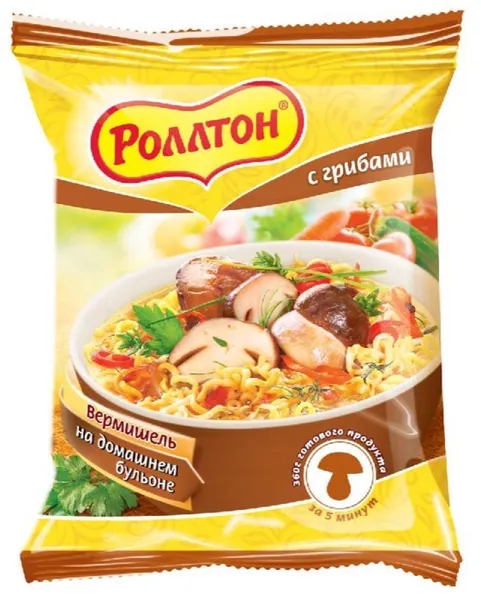 Роллтон®
с грибами
Вермишель
на домашнем
бульоне
360г готового продукта
за 5 минут